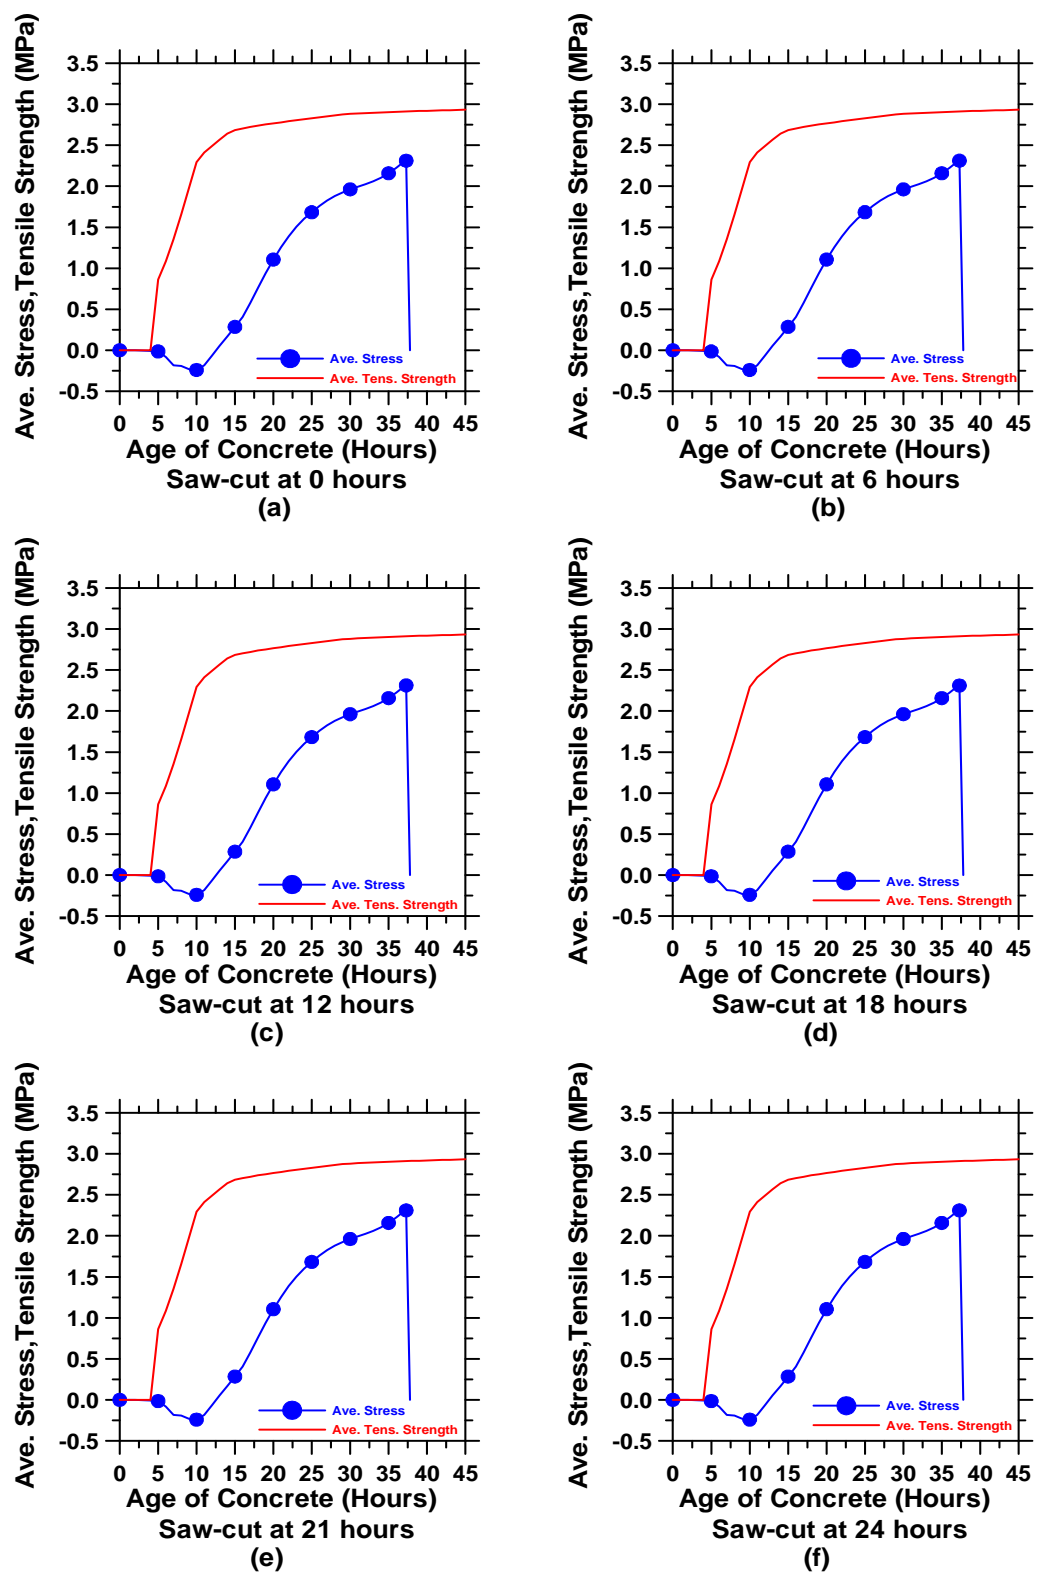 Ave. Stress,Tensile Strength (MPa)
3.5
3.0
2.5
2.0
1.5
1.0
0.5
0.0
-0.5
Ave. Stress
Ave. Tens. Strength
0 5 10 15 20 25 30 35 45
Age of Concrete (Hours)
Saw-cut at 0 hours
(a)
Ave. Stress,Tensile Strength (MPa)
3.5
3.0
2.5
2.0
1.5
1.0
0.5
0.0
-0.5
Ave. Stress
Ave. Tens. Strength
0 5 10 15 20 25 30 35 45
Age of Concrete (Hours)
Saw-cut at 6 hours
(b)
Ave. Stress,Tensile Strength (MPa)
3.5
3.0
2.5
2.0
1.5
1.0
0.5
0.0
-0.5
Ave. Stress
Ave. Tens. Strength
0 5 10 15 20 25 30 35 45
Age of Concrete (Hours)
Saw-cut at 12 hours
(c)
Ave. Stress,Tensile Strength (MPa)
3.5
3.0
2.5
2.0
1.5
1.0
0.5
0.0
-0.5
Ave. Stress
Ave. Tens. Strength
0 5 10 15 20 25 30 35 45
Age of Concrete (Hours)
Saw-cut at 18 hours
(d)
Ave. Stress,Tensile Strength (MPa)
3.5
3.0
2.5
2.0
1.5
1.0
0.5
0.0
-0.5
Ave. Stress
Ave. Tens. Strength
0 5 10 15 20 25 30 35 45
Age of Concrete (Hours)
Saw-cut at 21 hours
(e)
Ave. Stress,Tensile Strength (MPa)
3.5
3.0
2.5
2.0
1.5
1.0
0.5
0.0
-0.5
Ave. Stress
Ave. Tens. Strength
0 5 10 15 20 25 30 35 45
Age of Concrete (Hours)
Saw-cut at 24 hours
(f)